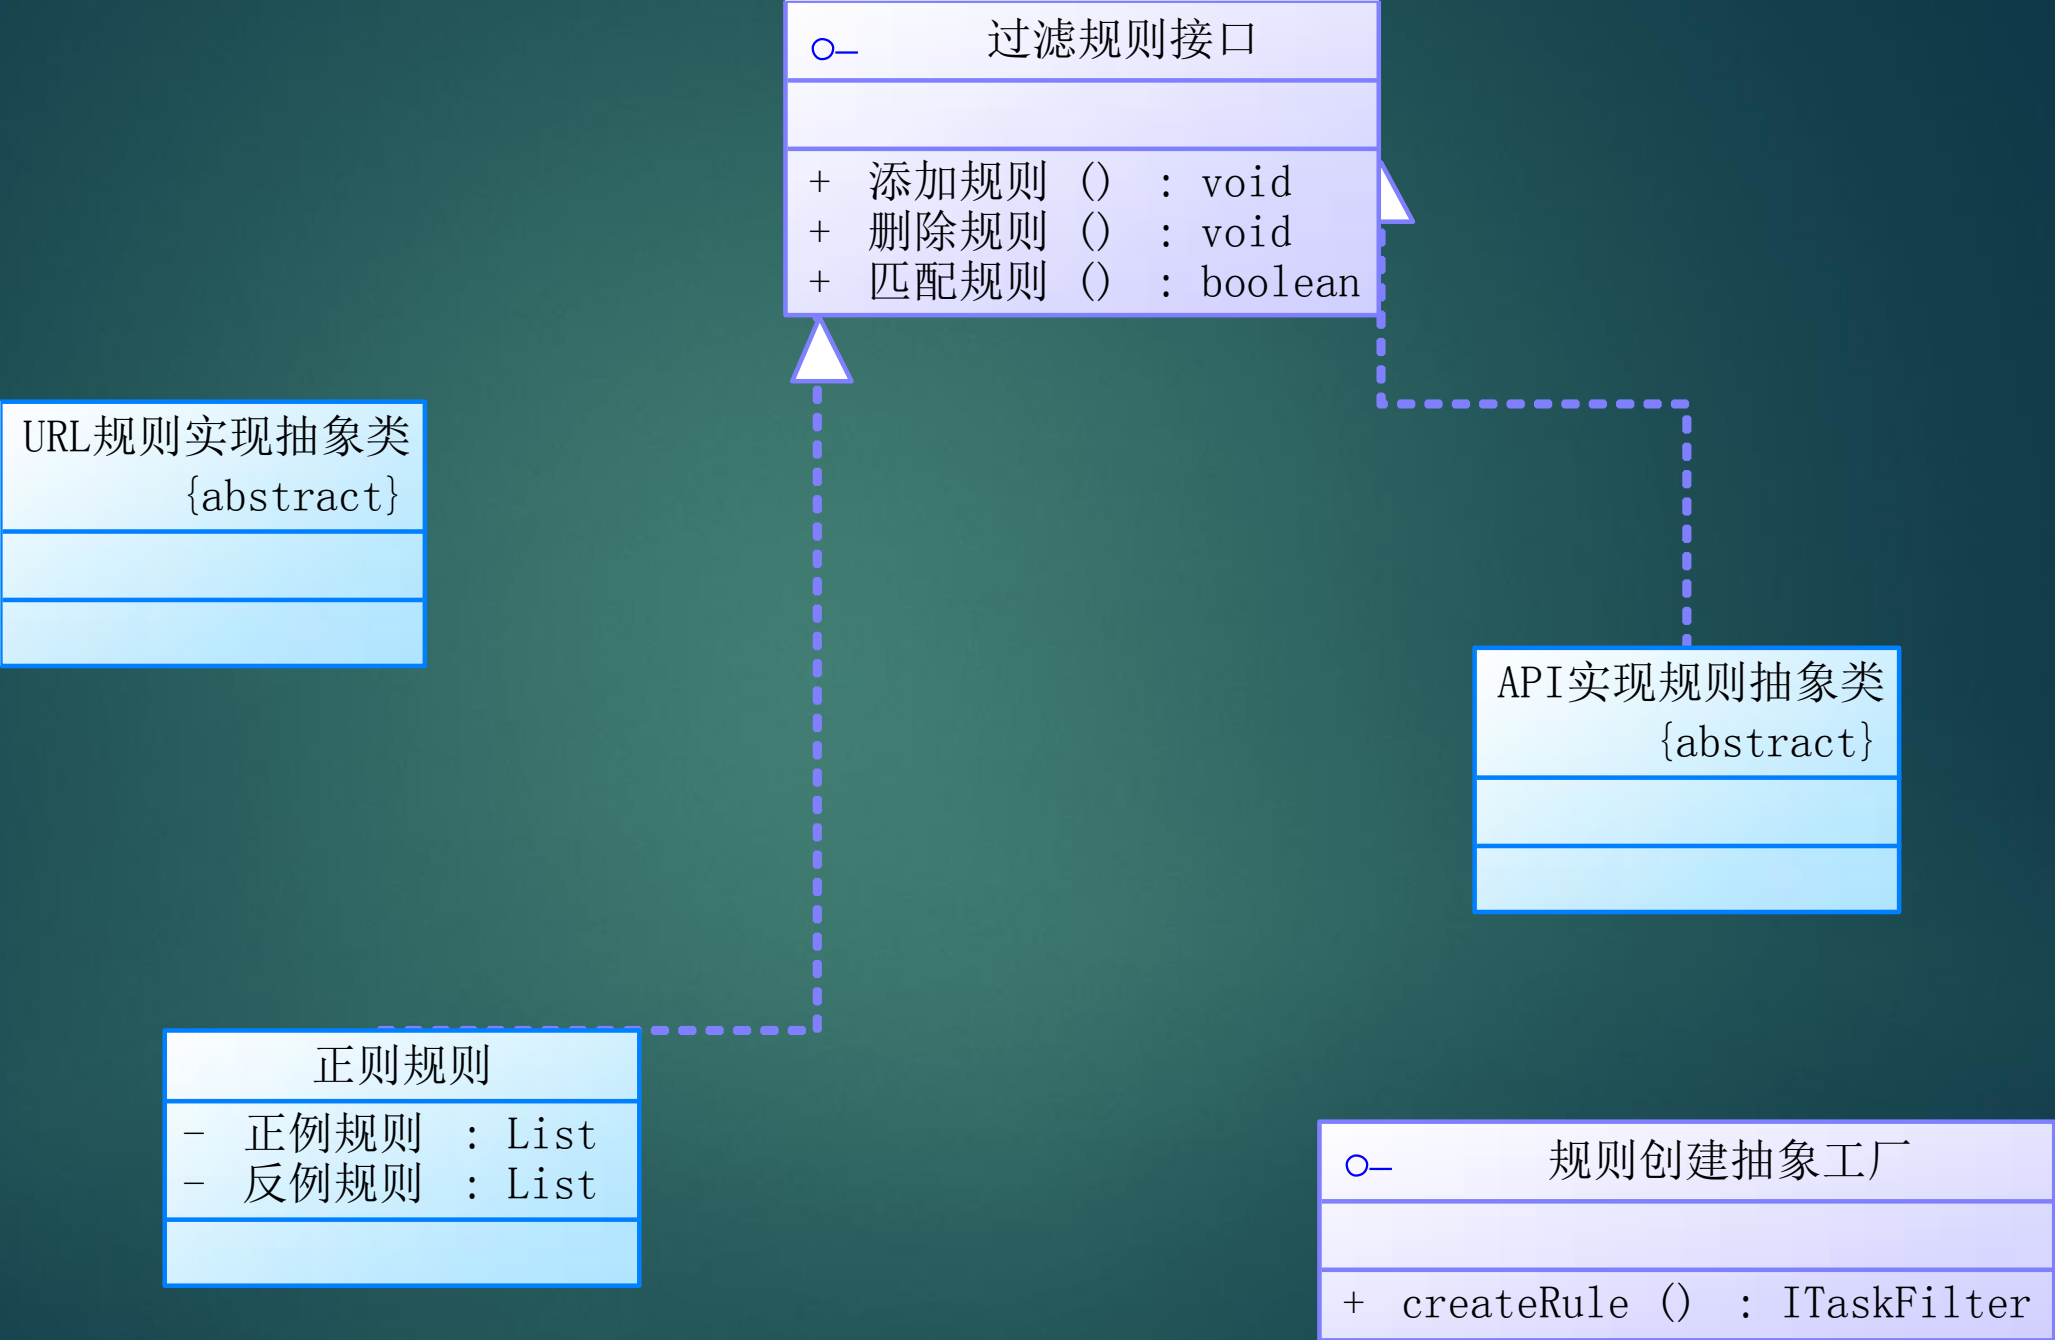 过滤规则接口
+ 添加规则 () : void
+ 删除规则 () : void
+ 匹配规则 () : boolean
URL规则实现抽象类
{abstract}
API实现规则抽象类
{abstract}
正则规则
- 正例规则 : List
- 反例规则 : List
规则创建抽象工厂
+ createRule () : ITaskFilter